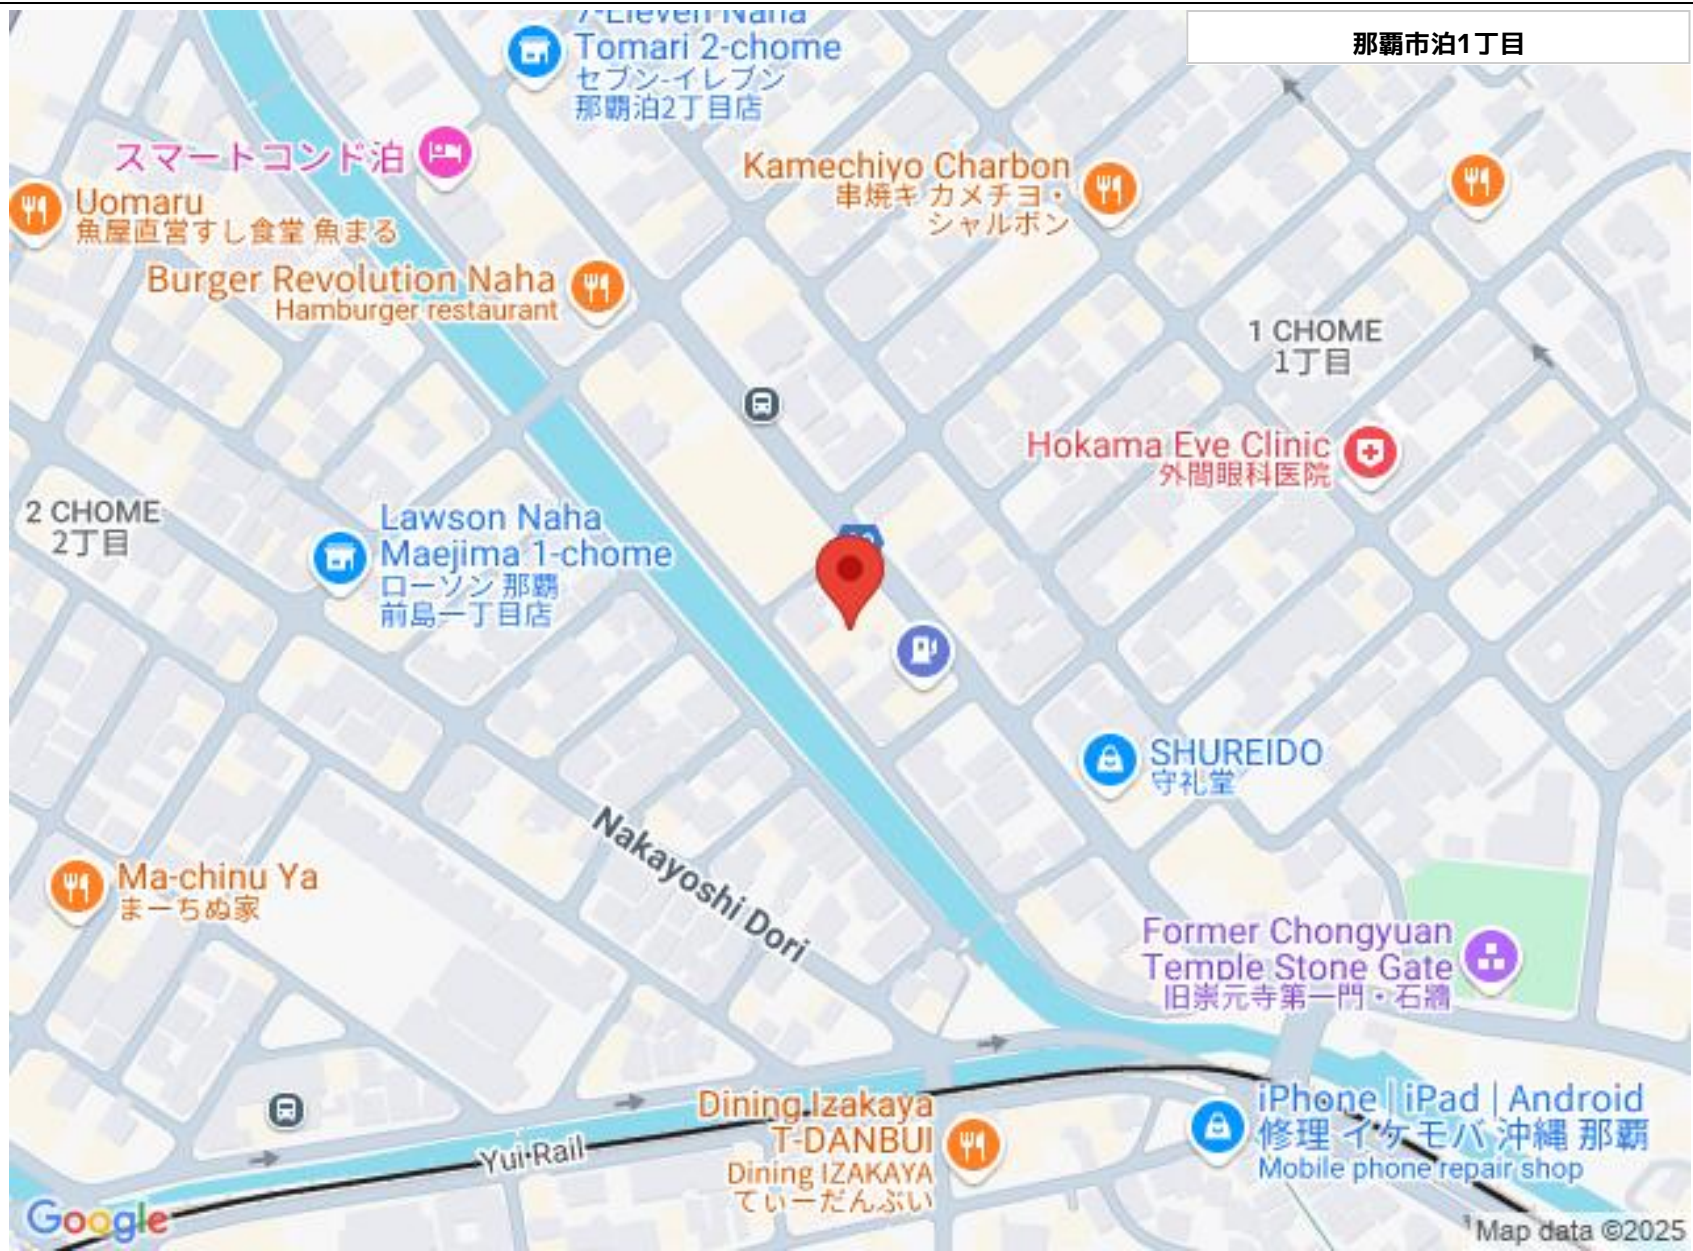 7-Eleven Naha
Tomari 2-chome
セブン-イレブン
那覇泊2丁目店
那覇市泊1丁目
スマートコンド泊
Kamechiyo Charbon
串焼キ カメチヨ・
シャルボン
Uomaru
魚屋直営すし食堂 魚まる
Burger Revolution Naha
Hamburger restaurant
1 CHOME
1丁目
Hokama Eye Clinic
外間眼科医院
2 CHOME
2丁目
Lawson Naha
Maejima 1-chome
ローソン 那覇
前島一丁目店
SHUREIDO
守礼堂
Nakayoshi Dori
Ma-chinu Ya
まーちぬ家
Former Chongyuan
Temple Stone Gate
旧崇元寺第一門・石牆
Dining Izakaya
T-DANBUI
Dining IZAKAYA
てぃーだんぶい
iPhone | iPad | Android
修理 イケモバ 沖縄 那覇
Mobile phone repair shop
Yui Rail
Google
Map data ©2025